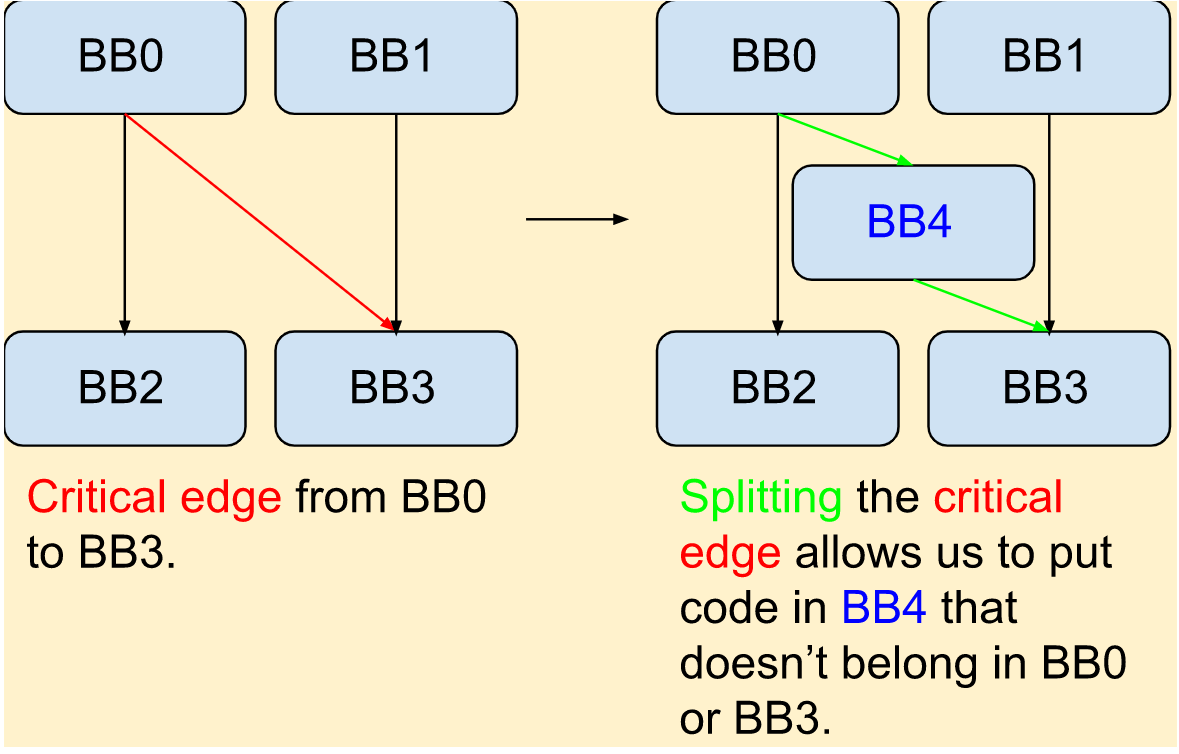 BB0 BB1 BB0 BB1
BB4
BB2 BB3 BB2 BB3
Critical edge from BB0
to BB3.
Splitting the critical
edge allows us to put
code in BB4 that
doesn’t belong in BB0
or BB3.